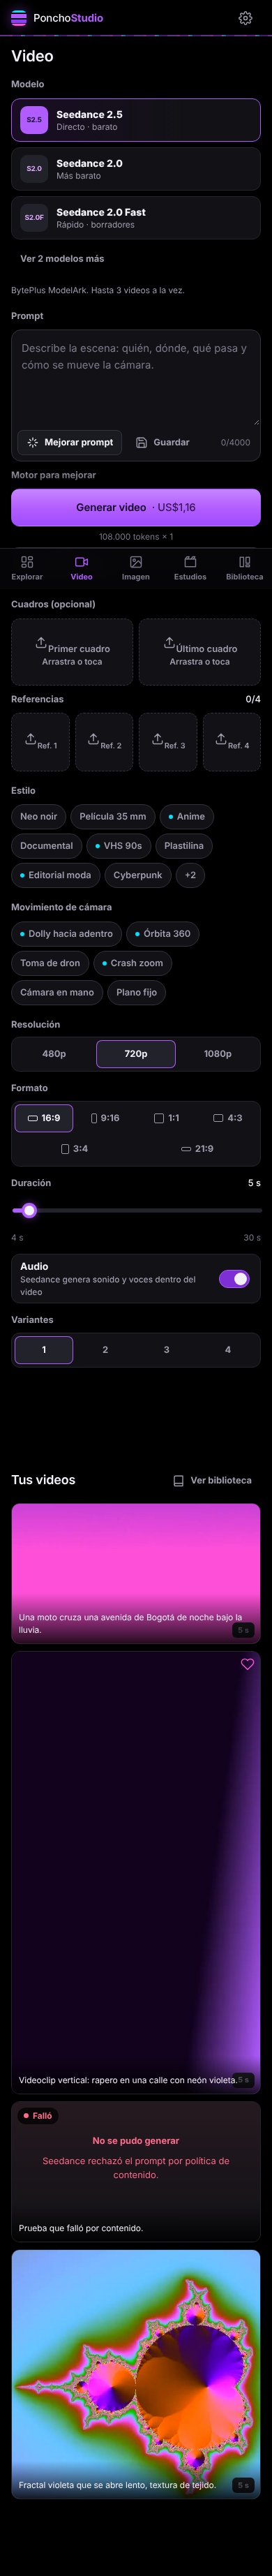 PonchoStudio
Video
Modelo
S2.5
Seedance 2.5
Directo · barato
S2.0
Seedance 2.0
Más barato
S2.0F
Seedance 2.0 Fast
Rápido · borradores
Ver 2 modelos más
BytePlus ModelArk. Hasta 3 videos a la vez.
Prompt
Describe la escena: quién, dónde, qué pasa y
cómo se mueve la cámara.
Mejorar prompt
Guardar
0/4000
Motor para mejorar
Generar video · US$1,16
108.000 tokens × 1
Explorar
Video
Imagen
Estudios
Biblioteca
Cuadros (opcional)
Primer cuadro
Arrastra o toca
Último cuadro
Arrastra o toca
Referencias
0/4
Ref. 1
Ref. 2
Ref. 3
Ref. 4
Estilo
Neo noir
Película 35 mm
Anime
Documental
VHS 90s
Plastilina
Editorial moda
Cyberpunk
+2
Movimiento de cámara
Dolly hacia adentro
Órbita 360
Toma de dron
Crash zoom
Cámara en mano
Plano fijo
Resolución
480p
720p
1080p
Formato
16:9
9:16
1:1
4:3
3:4
21:9
Duración
5 s
4 s
30 s
Audio
Seedance genera sonido y voces dentro del
video
Variantes
1
2
3
4
Tus videos
Ver biblioteca
Una moto cruza una avenida de Bogotá de noche bajo la
lluvia.
5 s
Videoclip vertical: rapero en una calle con neón violeta.
5 s
Falló
No se pudo generar
Seedance rechazó el prompt por política de
contenido.
Prueba que falló por contenido.
Fractal violeta que se abre lento, textura de tejido.
5 s